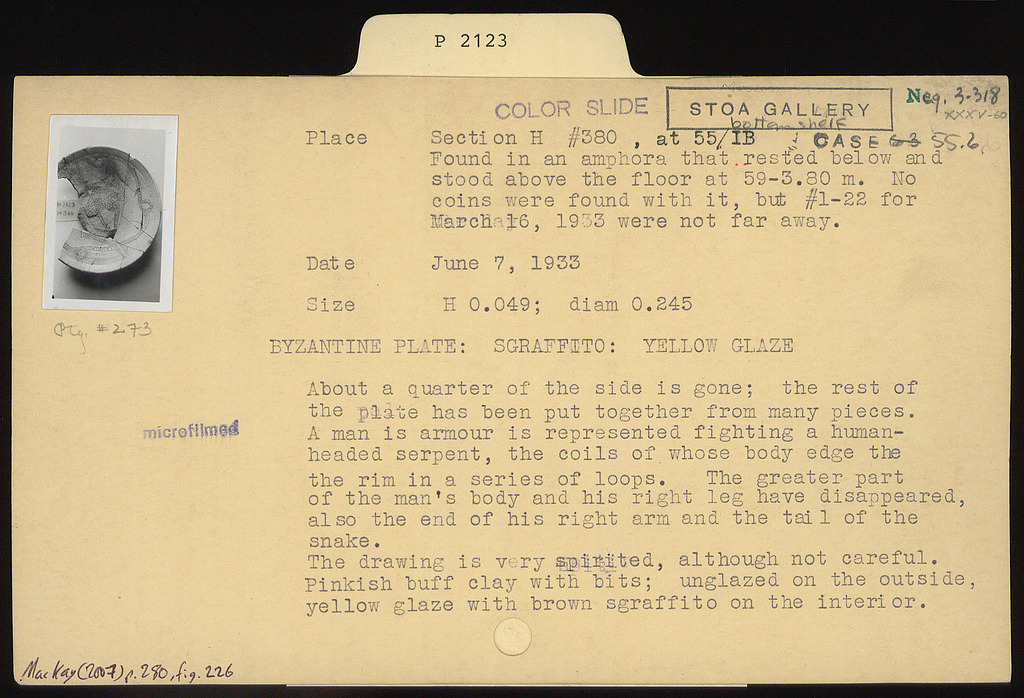 P 2123
COLOR SLIDE
STOA GALLERY
bottom shelf
CASE 63 55.6
Neg. 3-318
XXXV-60
Place Section H #380 , at 55/IB
Found in an amphora that rested below and
stood above the floor at 59-3.80 m. No
coins were found with it, but #1-22 for
March 16, 1933 were not far away.
Date June 7, 1933
Size H 0.049; diam 0.245
#273
BYZANTINE PLATE: SGRAFFITO: YELLOW GLAZE
About a quarter of the side is gone; the rest of
the plate has been put together from many pieces.
microfilmed
A man is armour is represented fighting a human-
headed serpent, the coils of whose body edge the
the rim in a series of loops. The greater part
of the man's body and his right leg have disappeared,
also the end of his right arm and the tail of the
snake.
The drawing is very spirited, although not careful.
Pinkish buff clay with bits; unglazed on the outside,
yellow glaze with brown sgraffito on the interior.
MacKay (2007) p. 280, fig. 226